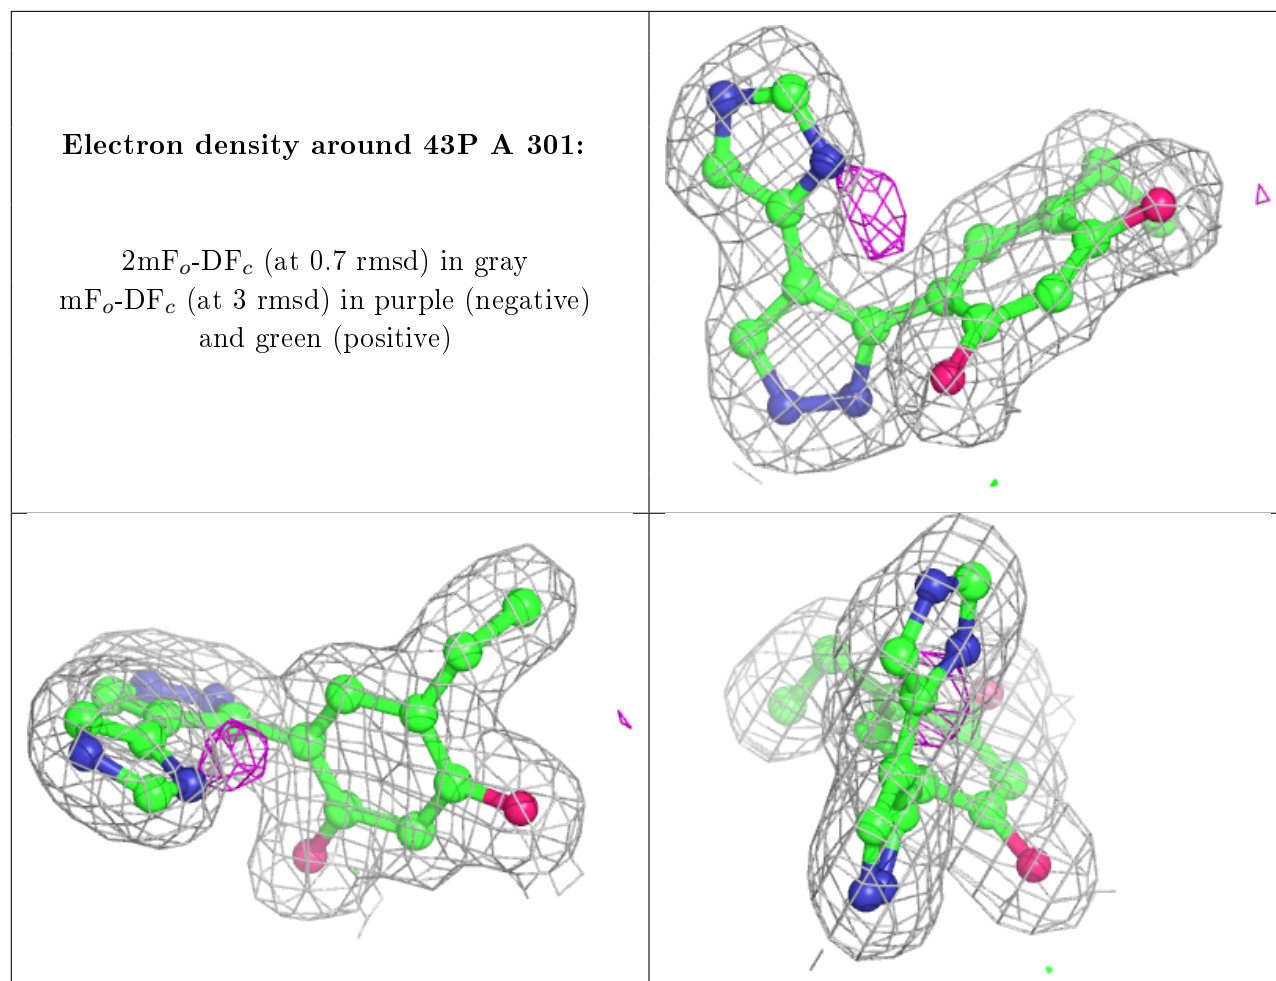 Electron density around 43P A 301:
2mFo-DFc (at 0.7 rmsd) in gray
mFo-DFc (at 3 rmsd) in purple (negative)
and green (positive)